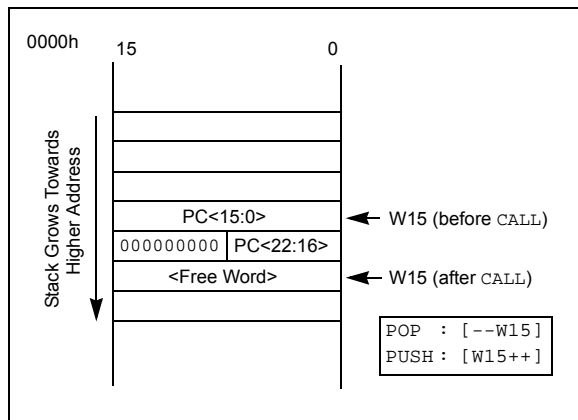 0000h
15 0
Stack Grows Towards
Higher Address
PC<15:0>
W15 (before CALL)
000000000 PC<22:16>
<Free Word>
W15 (after CALL)
POP : [--W15]
PUSH : [W15++]